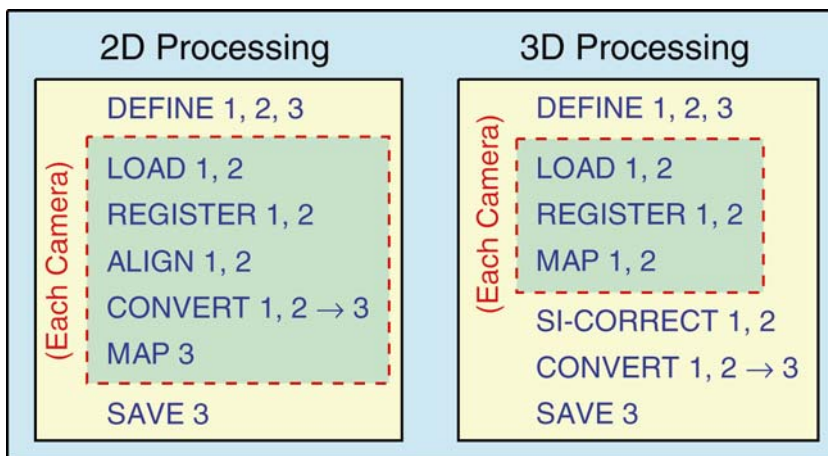 2D Processing
DEFINE 1, 2, 3
(Each Camera)
LOAD 1, 2
REGISTER 1, 2
ALIGN 1, 2
CONVERT 1, 2 → 3
MAP 3
SAVE 3
3D Processing
DEFINE 1, 2, 3
(Each Camera)
LOAD 1, 2
REGISTER 1, 2
MAP 1, 2
SI-CORRECT 1, 2
CONVERT 1, 2 → 3
SAVE 3